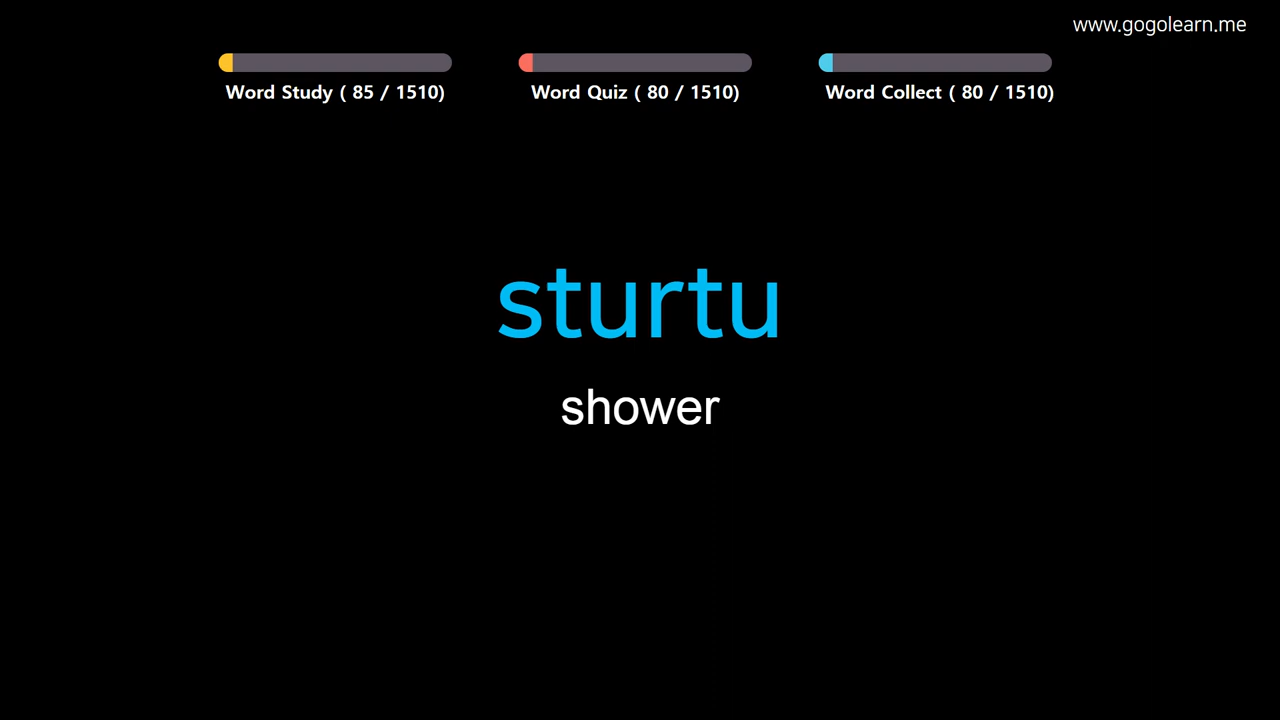 www.gogolearn.me
Word Study ( 85 / 1510)
Word Quiz ( 80 / 1510)
Word Collect ( 80 / 1510)
sturtu
shower